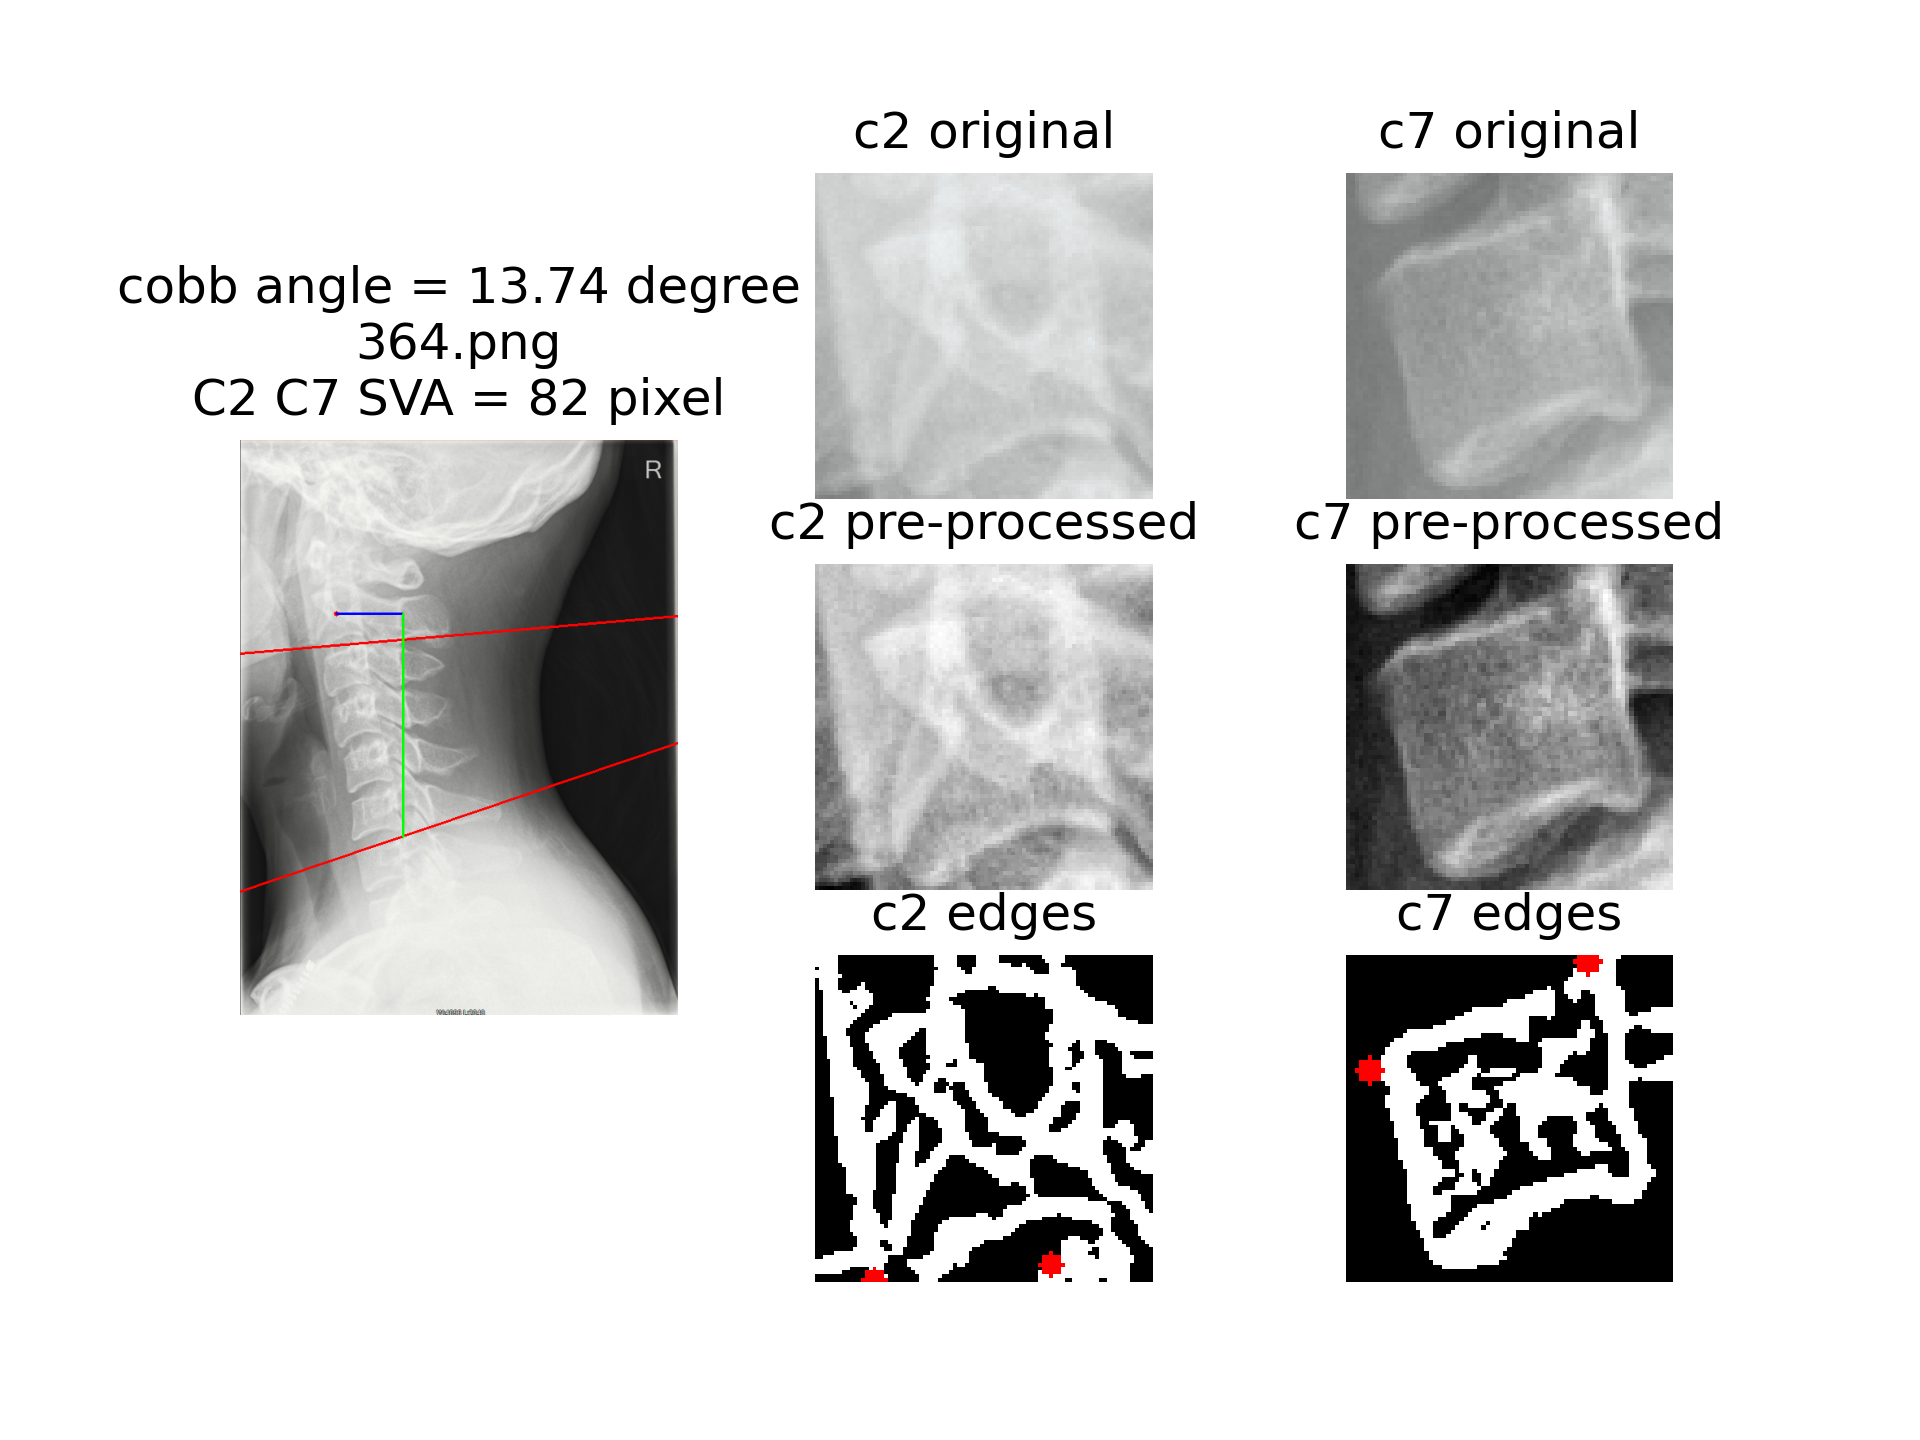 cobb angle = 13.74 degree
364.png
C2 C7 SVA = 82 pixel
R
c2 original
c7 original
c2 pre-processed
c7 pre-processed
c2 edges
c7 edges